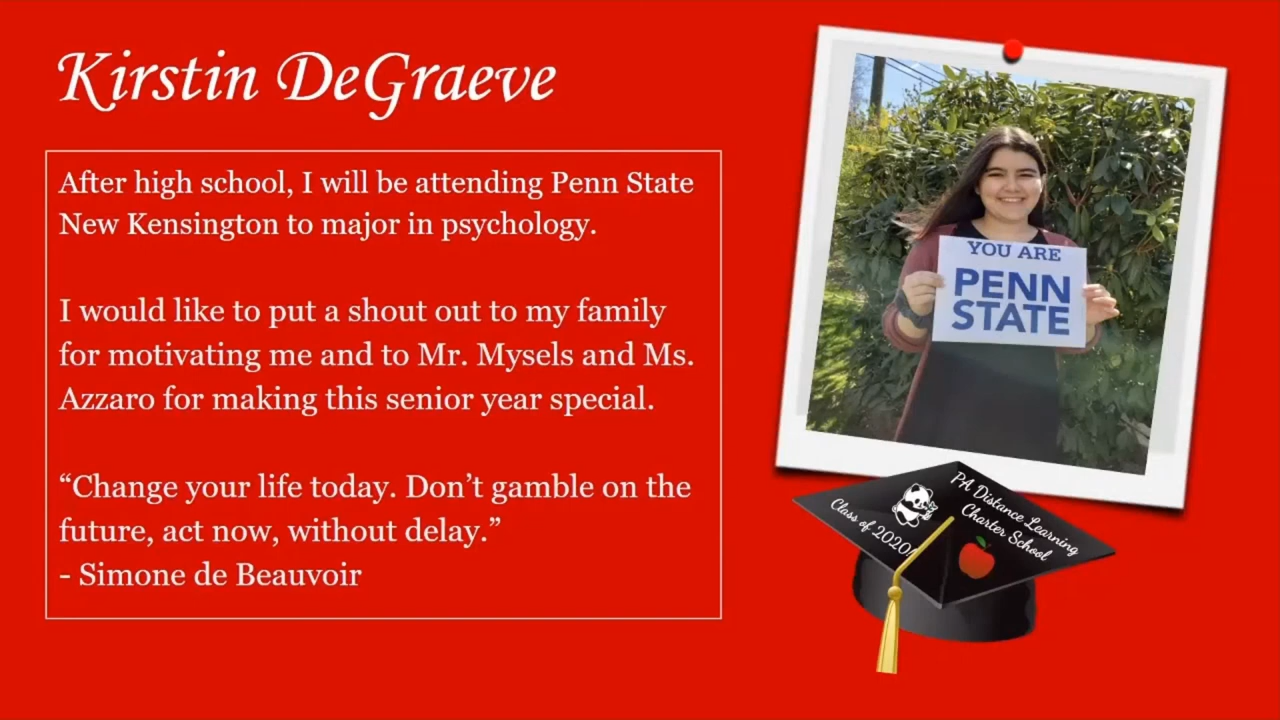 Kirstin DeGraeve
After high school, I will be attending Penn State
New Kensington to major in psychology.
I would like to put a shout out to my family
for motivating me and to Mr. Mysels and Ms.
Azzaro for making this senior year special.
“Change your life today. Don’t gamble on the
future, act now, without delay.”
- Simone de Beauvoir
YOU ARE
PENN
STATE
PA Distance Learning
Charter School
Class of 2020!